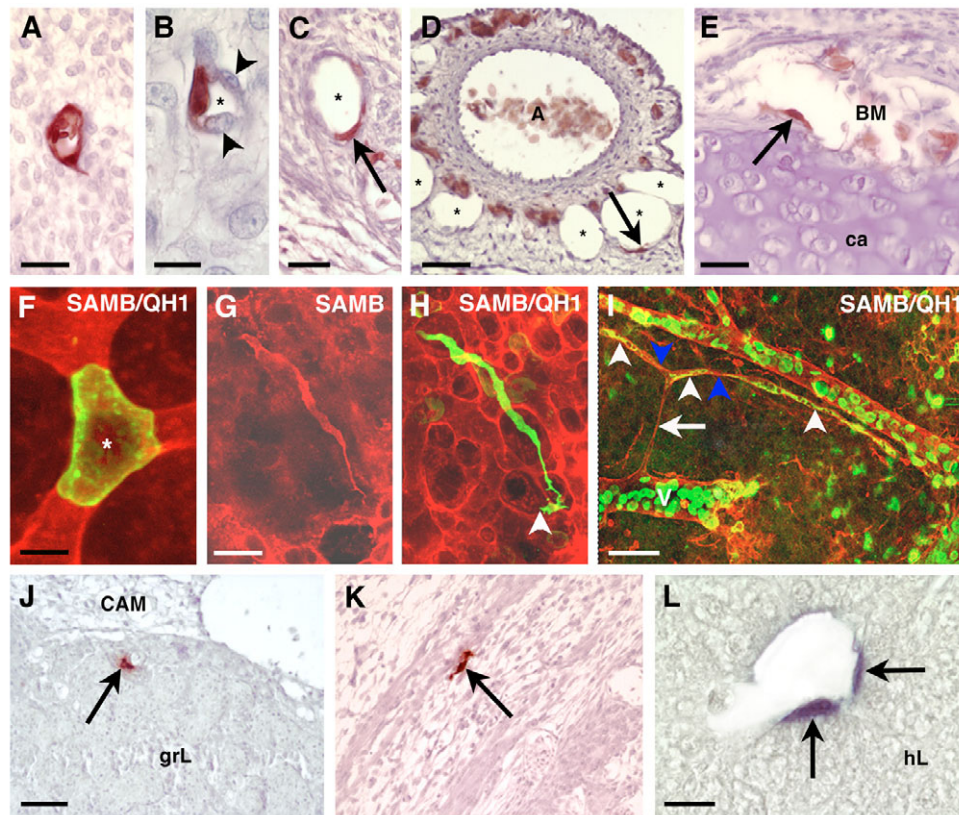 A B C D E
* * A * * * * * BM ca
F SAMB/QH1 G SAMB H SAMB/QH1 I SAMB/QH1
* V
J CAM K L
grL hL